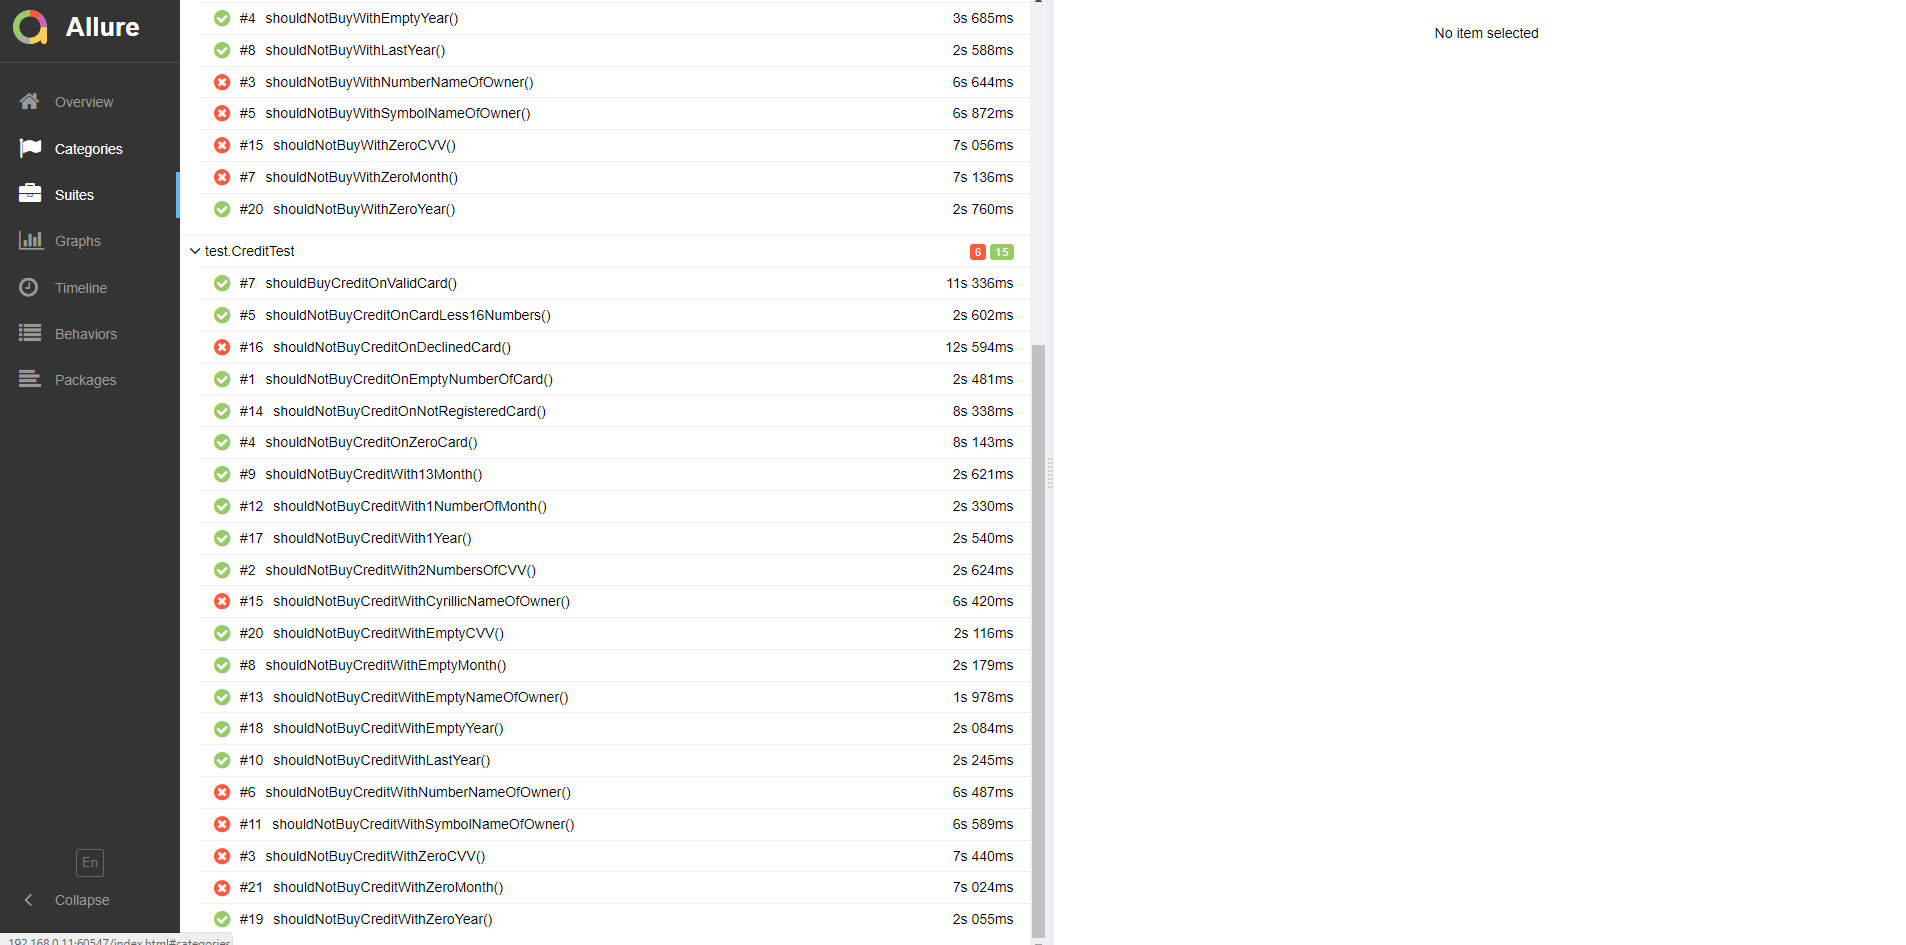 Allure
Overview
Categories
Suites
Graphs
Timeline
Behaviors
Packages
En
Collapse
192.168.0.11:60547/index.html#categories
#4 shouldNotBuyWithEmptyYear() 3s 685ms
#8 shouldNotBuyWithLastYear() 2s 588ms
#3 shouldNotBuyWithNumberNameOfOwner() 6s 644ms
#5 shouldNotBuyWithSymbolNameOfOwner() 6s 872ms
#15 shouldNotBuyWithZeroCVV() 7s 056ms
#7 shouldNotBuyWithZeroMonth() 7s 136ms
#20 shouldNotBuyWithZeroYear() 2s 760ms
test.CreditTest 6 15
#7 shouldBuyCreditOnValidCard() 11s 336ms
#5 shouldNotBuyCreditOnCardLess16Numbers() 2s 602ms
#16 shouldNotBuyCreditOnDeclinedCard() 12s 594ms
#1 shouldNotBuyCreditOnEmptyNumberOfCard() 2s 481ms
#14 shouldNotBuyCreditOnNotRegisteredCard() 8s 338ms
#4 shouldNotBuyCreditOnZeroCard() 8s 143ms
#9 shouldNotBuyCreditWith13Month() 2s 621ms
#12 shouldNotBuyCreditWith1NumberOfMonth() 2s 330ms
#17 shouldNotBuyCreditWith1Year() 2s 540ms
#2 shouldNotBuyCreditWith2NumbersOfCVV() 2s 624ms
#15 shouldNotBuyCreditWithCyrillicNameOfOwner() 6s 420ms
#20 shouldNotBuyCreditWithEmptyCVV() 2s 116ms
#8 shouldNotBuyCreditWithEmptyMonth() 2s 179ms
#13 shouldNotBuyCreditWithEmptyNameOfOwner() 1s 978ms
#18 shouldNotBuyCreditWithEmptyYear() 2s 084ms
#10 shouldNotBuyCreditWithLastYear() 2s 245ms
#6 shouldNotBuyCreditWithNumberNameOfOwner() 6s 487ms
#11 shouldNotBuyCreditWithSymbolNameOfOwner() 6s 589ms
#3 shouldNotBuyCreditWithZeroCVV() 7s 440ms
#21 shouldNotBuyCreditWithZeroMonth() 7s 024ms
#19 shouldNotBuyCreditWithZeroYear() 2s 055ms
No item selected